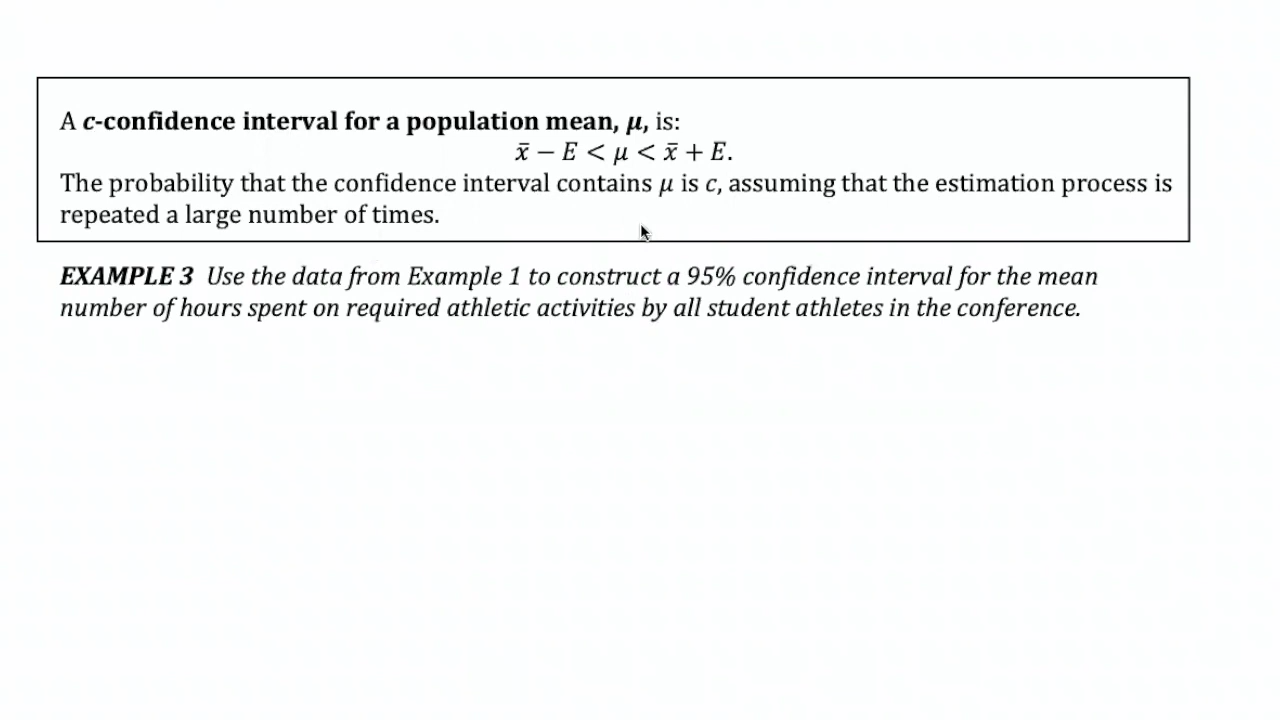 A c-confidence interval for a population mean, μ, is:
x̄ − E < μ < x̄ + E.
The probability that the confidence interval contains μ is c, assuming that the estimation process is
repeated a large number of times.
EXAMPLE 3 Use the data from Example 1 to construct a 95% confidence interval for the mean
number of hours spent on required athletic activities by all student athletes in the conference.